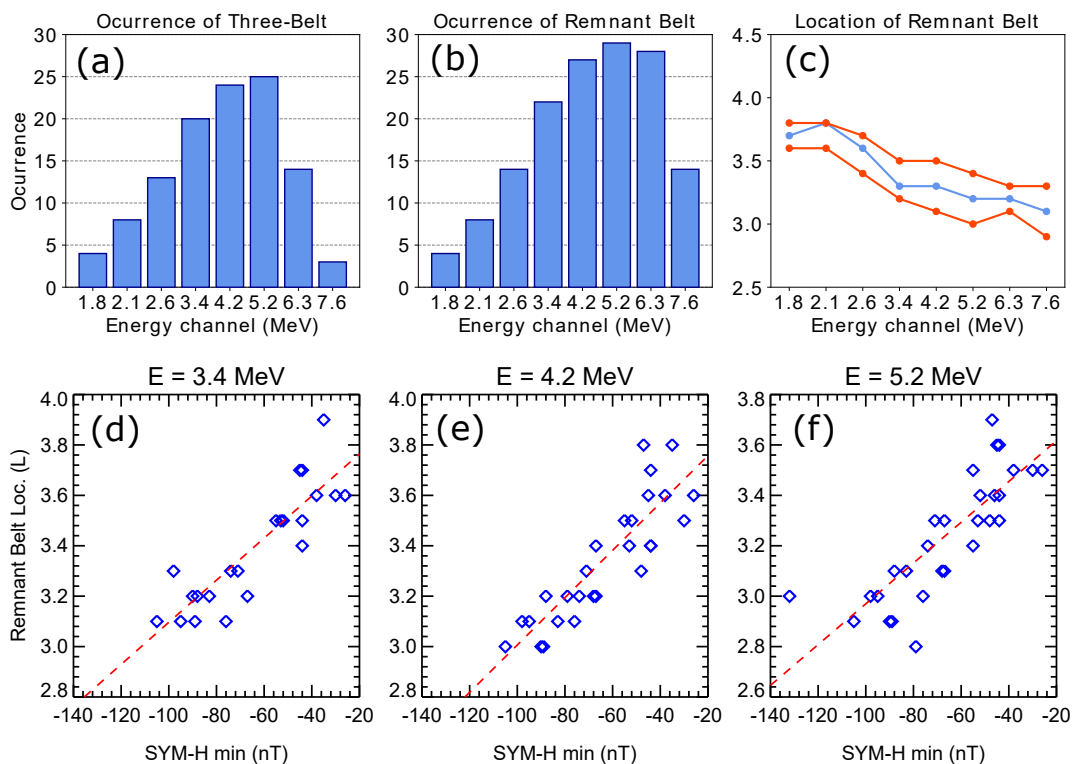 Ocurrence of Three-Belt
Ocurrence of Remnant Belt
Location of Remnant Belt
(a)
(b)
(c)
Ocurrence
30
25
20
15
10
5
0
1.8 2.1 2.6 3.4 4.2 5.2 6.3 7.6
Energy channel (MeV)
30
25
20
15
10
5
0
1.8 2.1 2.6 3.4 4.2 5.2 6.3 7.6
Energy channel (MeV)
4.5
4.0
3.5
3.0
2.5
1.8 2.1 2.6 3.4 4.2 5.2 6.3 7.6
Energy channel (MeV)
E = 3.4 MeV
E = 4.2 MeV
E = 5.2 MeV
(d)
(e)
(f)
Remnant Belt Loc. (L)
4.0
3.8
3.6
3.4
3.2
3.0
2.8
-140 -120 -100 -80 -60 -40 -20
SYM-H min (nT)
4.0
3.8
3.6
3.4
3.2
3.0
2.8
-140 -120 -100 -80 -60 -40 -20
SYM-H min (nT)
3.8
3.6
3.4
3.2
3.0
2.8
2.6
-140 -120 -100 -80 -60 -40 -20
SYM-H min (nT)